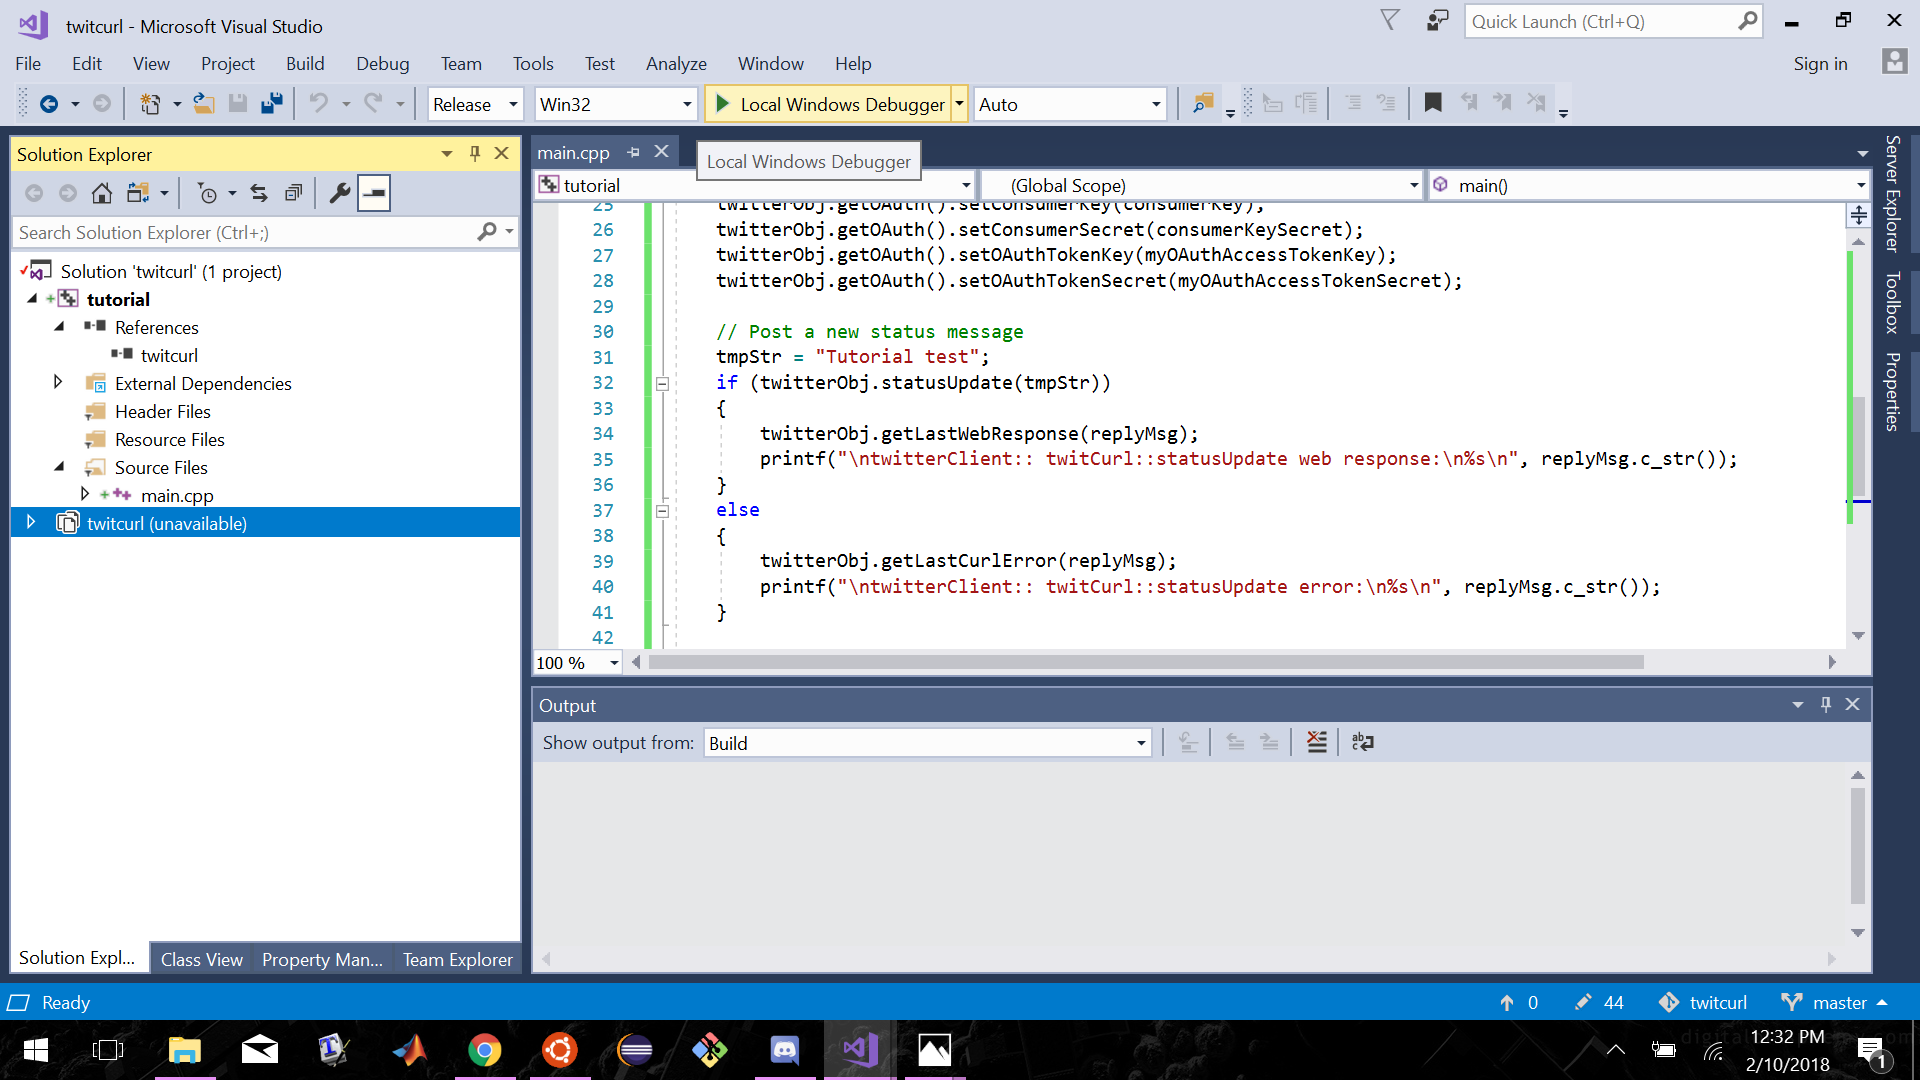 twitcurl - Microsoft Visual Studio
Quick Launch (Ctrl+Q)
File Edit View Project Build Debug Team Tools Test Analyze Window Help
Sign in
Release Win32 Local Windows Debugger Auto
Solution Explorer
main.cpp
Local Windows Debugger
tutorial (Global Scope) main()
Search Solution Explorer (Ctrl+;)
Solution 'twitcurl' (1 project)
tutorial
References
twitcurl
External Dependencies
Header Files
Resource Files
Source Files
main.cpp
twitcurl (unavailable)
Solution Expl... Class View Property Man... Team Explorer
25 twitterObj.getOAuth().setConsumerKey(consumerKey);
26 twitterObj.getOAuth().setConsumerSecret(consumerKeySecret);
27 twitterObj.getOAuth().setOAuthTokenKey(myOAuthAccessTokenKey);
28 twitterObj.getOAuth().setOAuthTokenSecret(myOAuthAccessTokenSecret);
29
30 // Post a new status message
31 tmpStr = "Tutorial test";
32 if (twitterObj.statusUpdate(tmpStr))
33 {
34 twitterObj.getLastWebResponse(replyMsg);
35 printf("\ntwitterClient:: twitCurl::statusUpdate web response:\n%s\n", replyMsg.c_str());
36 }
37 else
38 {
39 twitterObj.getLastCurlError(replyMsg);
40 printf("\ntwitterClient:: twitCurl::statusUpdate error:\n%s\n", replyMsg.c_str());
41 }
42
100 %
Output
Show output from: Build
Server Explorer
Toolbox
Properties
Ready
0 44 twitcurl master
12:32 PM
2/10/2018
1